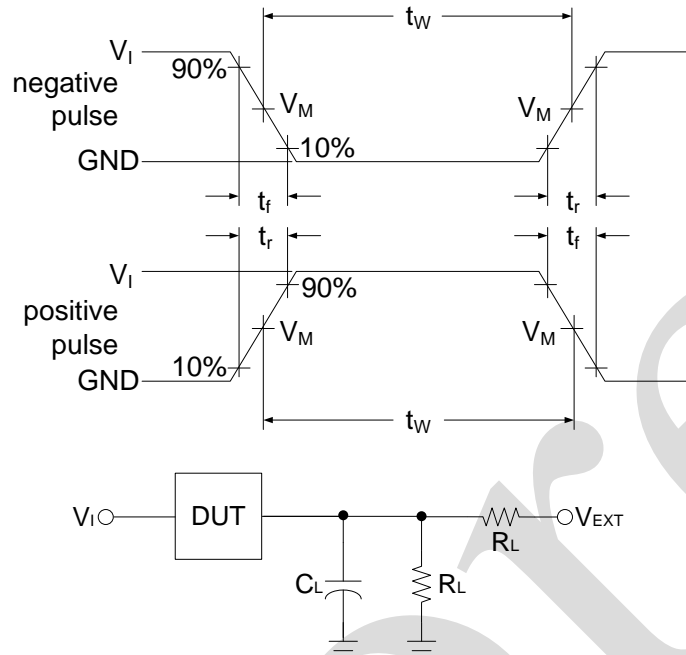 tW
VI
90%
negative
pulse
VM
VM
GND
10%
tf
tr
tr
tf
VI
90%
positive
pulse
VM
VM
10%
GND
tW
VI
DUT
VEXT
RL
CL
RL